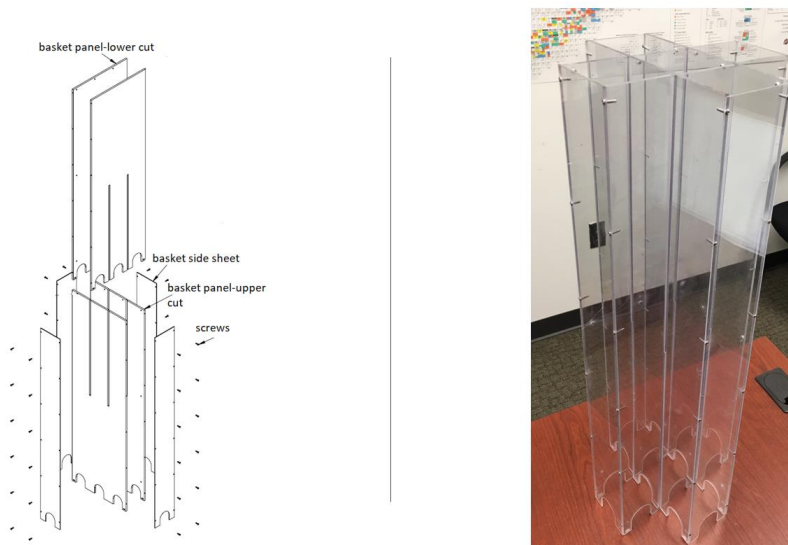 basket panel-lower cut
basket side sheet
basket panel-upper
cut
screws